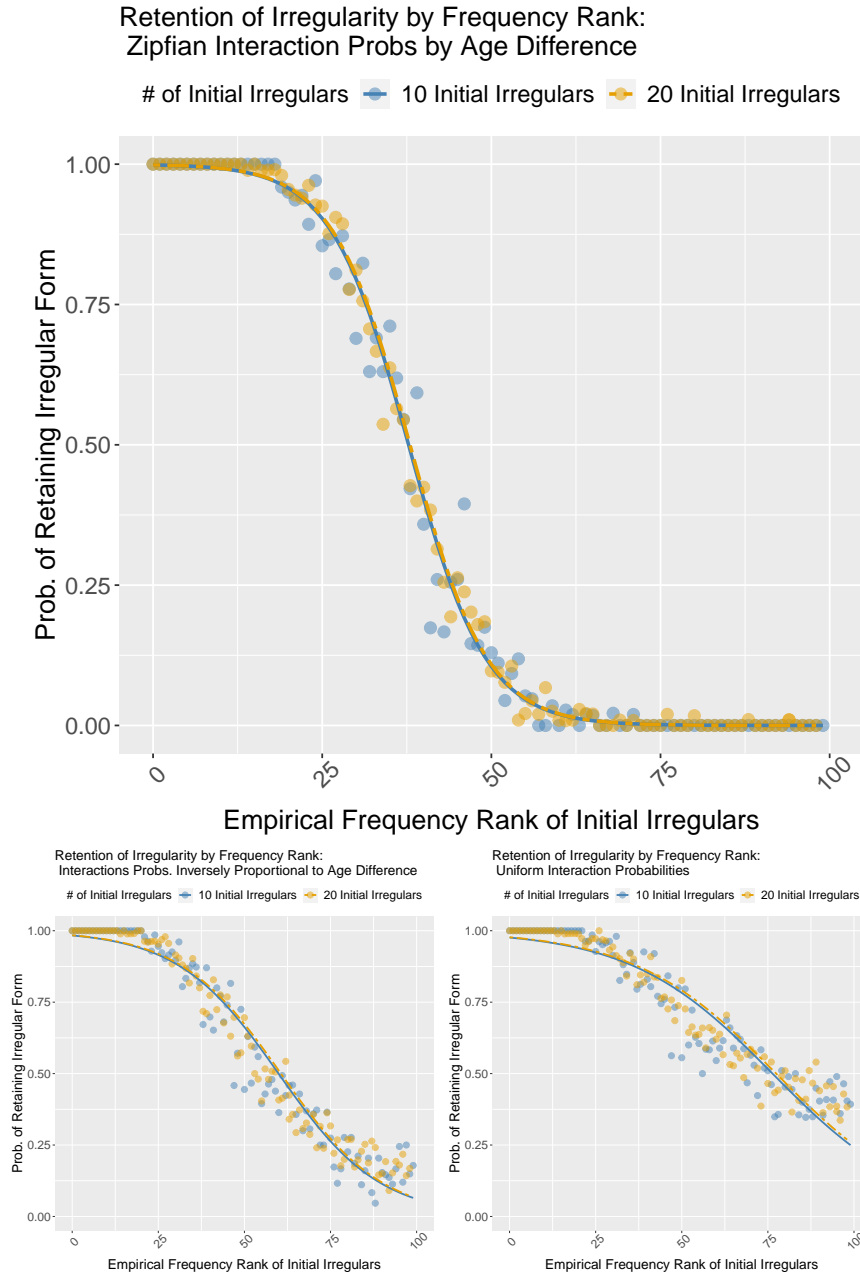 Retention of Irregularity by Frequency Rank:
Zipfian Interaction Probs by Age Difference
# of Initial Irregulars 10 Initial Irregulars 20 Initial Irregulars
Prob. of Retaining Irregular Form
1.00
0.75
0.50
0.25
0.00
0 25 50 75 100
Empirical Frequency Rank of Initial Irregulars
Retention of Irregularity by Frequency Rank:
Interactions Probs. Inversely Proportional to Age Difference
# of Initial Irregulars 10 Initial Irregulars 20 Initial Irregulars
Prob. of Retaining Irregular Form
1.00
0.75
0.50
0.25
0.00
0 25 50 75 100
Empirical Frequency Rank of Initial Irregulars
Retention of Irregularity by Frequency Rank:
Uniform Interaction Probabilities
# of Initial Irregulars 10 Initial Irregulars 20 Initial Irregulars
Prob. of Retaining Irregular Form
1.00
0.75
0.50
0.25
0.00
0 25 50 75 100
Empirical Frequency Rank of Initial Irregulars